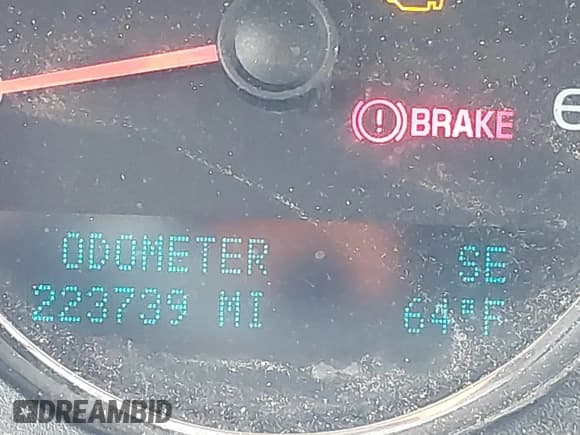 BRAKE
ODOMETER SE
223739 MI 64°F
DREAMBID